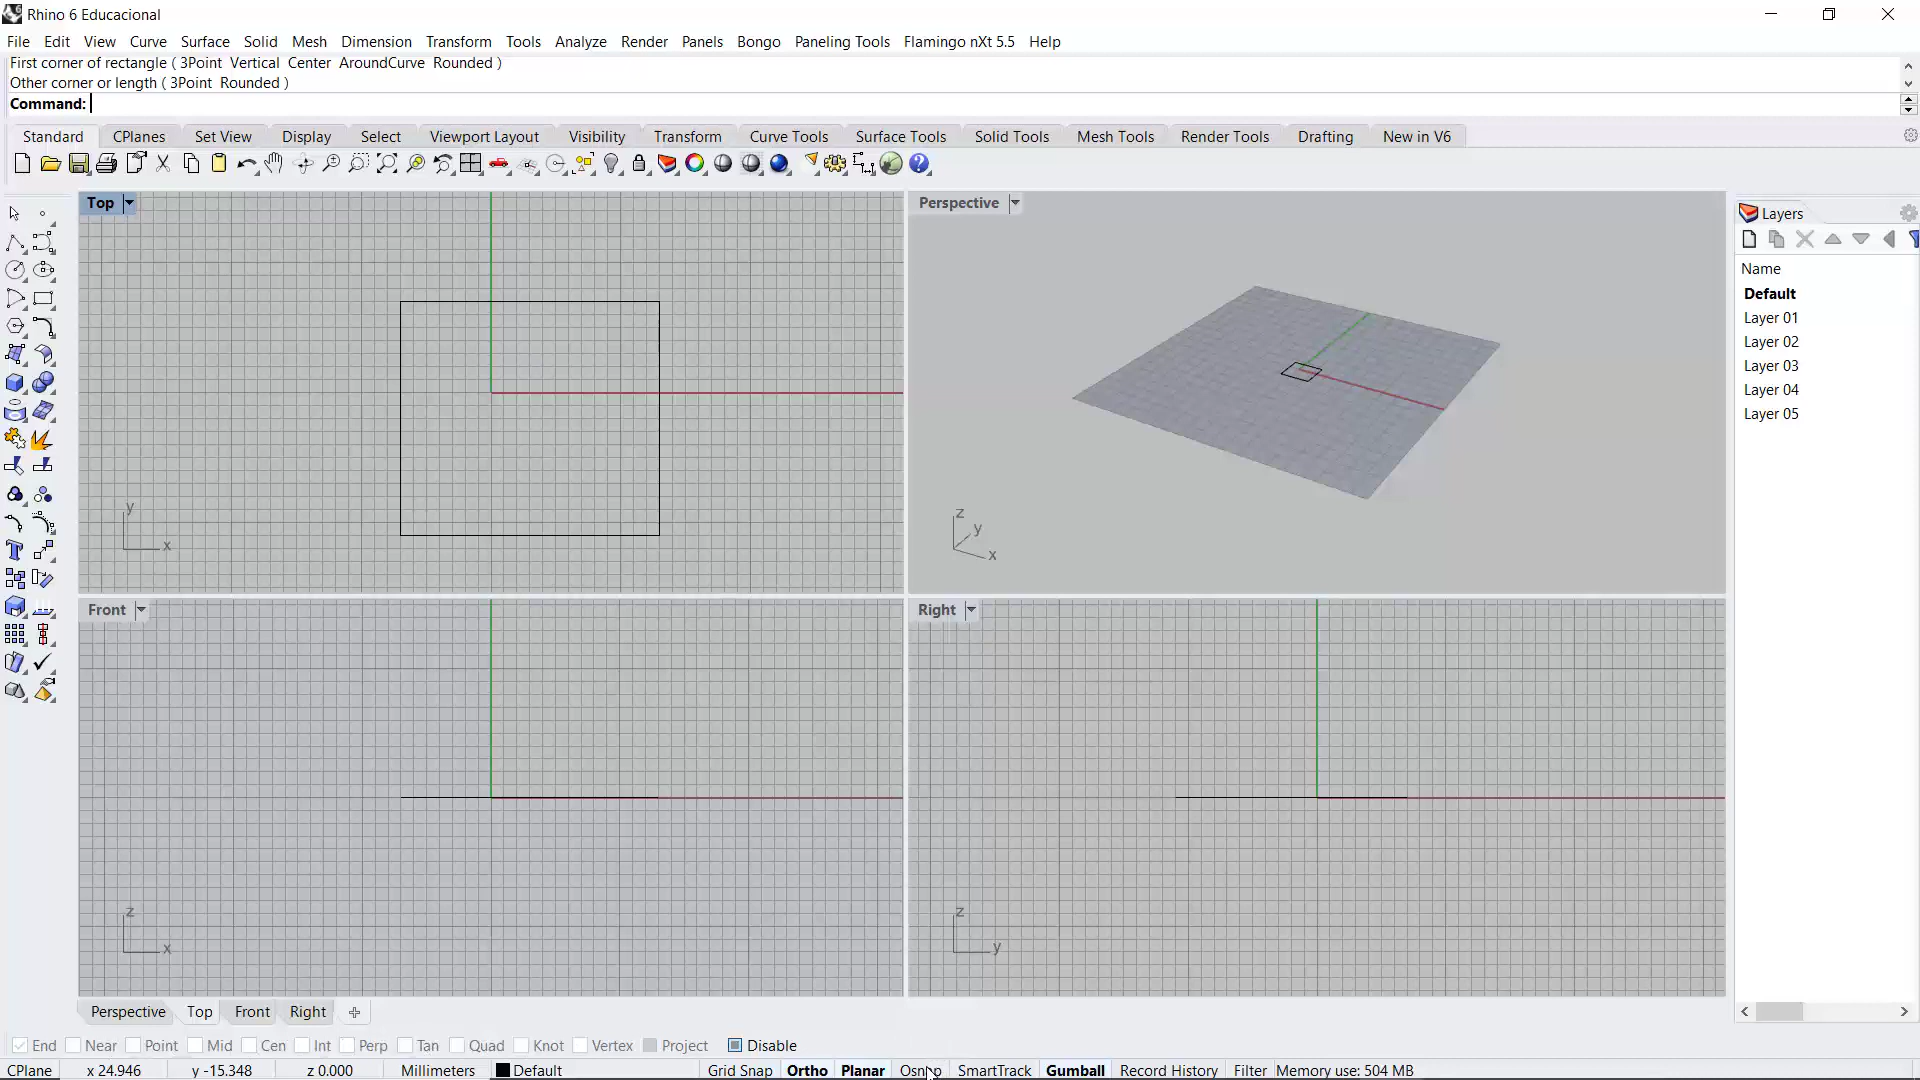 Rhino 6 Educacional
File Edit View Curve Surface Solid Mesh Dimension Transform Tools Analyze Render Panels Bongo Paneling Tools Flamingo nXt 5.5 Help
First corner of rectangle ( 3Point Vertical Center AroundCurve Rounded )
Other corner or length ( 3Point Rounded )
Command:
Standard CPlanes Set View Display Select Viewport Layout Visibility Transform Curve Tools Surface Tools Solid Tools Mesh Tools Render Tools Drafting New in V6
Top Perspective Layers
Name
Default
Layer 01
Layer 02
Layer 03
Layer 04
Layer 05
y
x
z
y
x
Front Right
z
x
z
y
Perspective Top Front Right
End Near Point Mid Cen Int Perp Tan Quad Knot Vertex Project Disable
CPlane x 24.946 y -15.348 z 0.000 Millimeters Default Grid Snap Ortho Planar Osnap SmartTrack Gumball Record History Filter Memory use: 504 MB